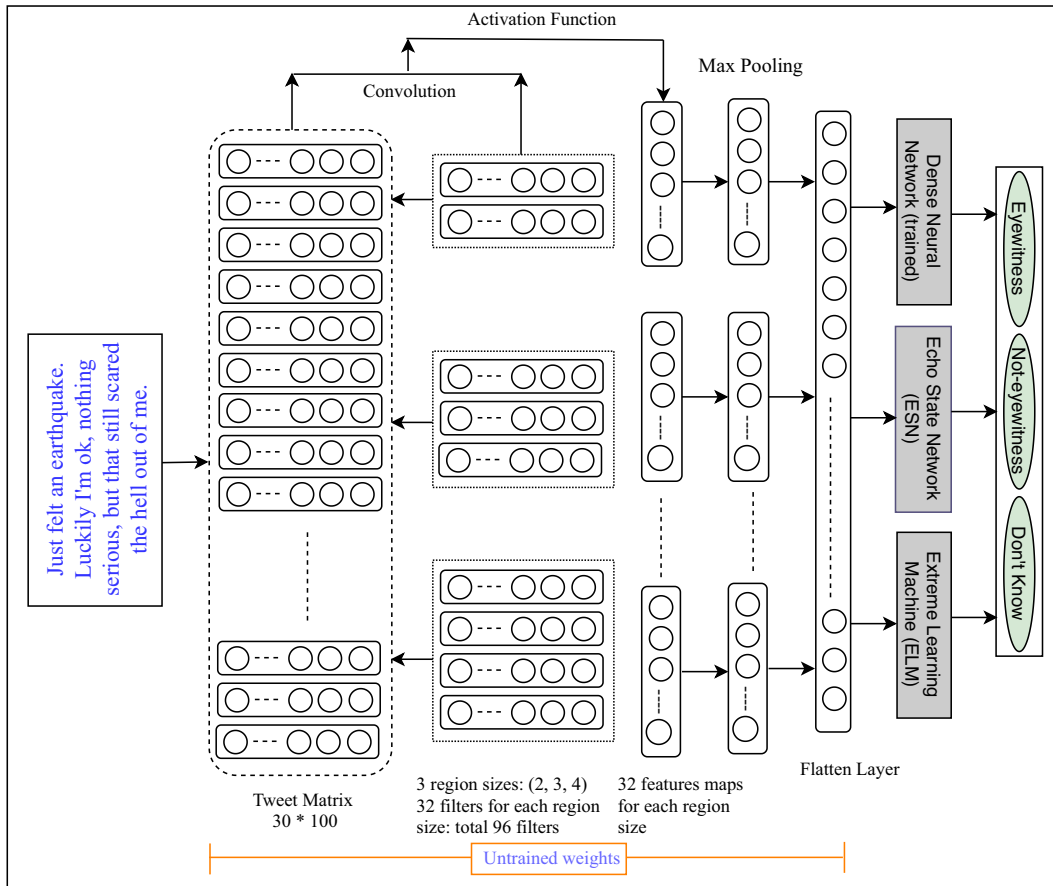 Activation Function
Convolution
Max Pooling
Just felt an earthquake.
Luckily I'm ok, nothing
serious, but that still scared
the hell out of me.
Dense Neural
Network (trained)
Echo State Network
(ESN)
Extreme Learning
Machine (ELM)
Eyewitness
Not-eyewitness
Don't Know
Flatten Layer
Tweet Matrix
30 * 100
3 region sizes: (2, 3, 4)
32 filters for each region
size: total 96 filters
32 features maps
for each region
size
Untrained weights